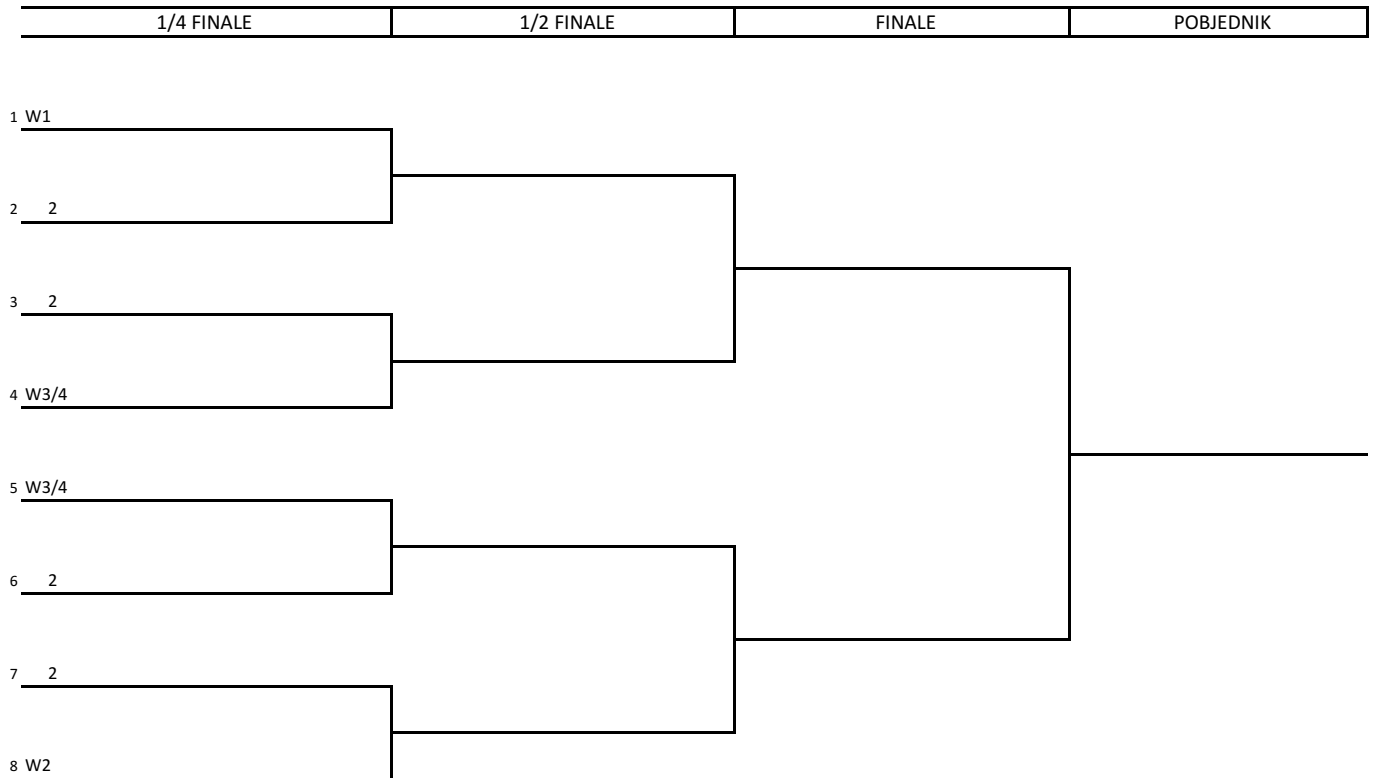 1/4 FINALE 1/2 FINALE FINALE POBJEDNIK
1 W1
2 2
3 2
4 W3/4
5 W3/4
6 2
7 2
8 W2